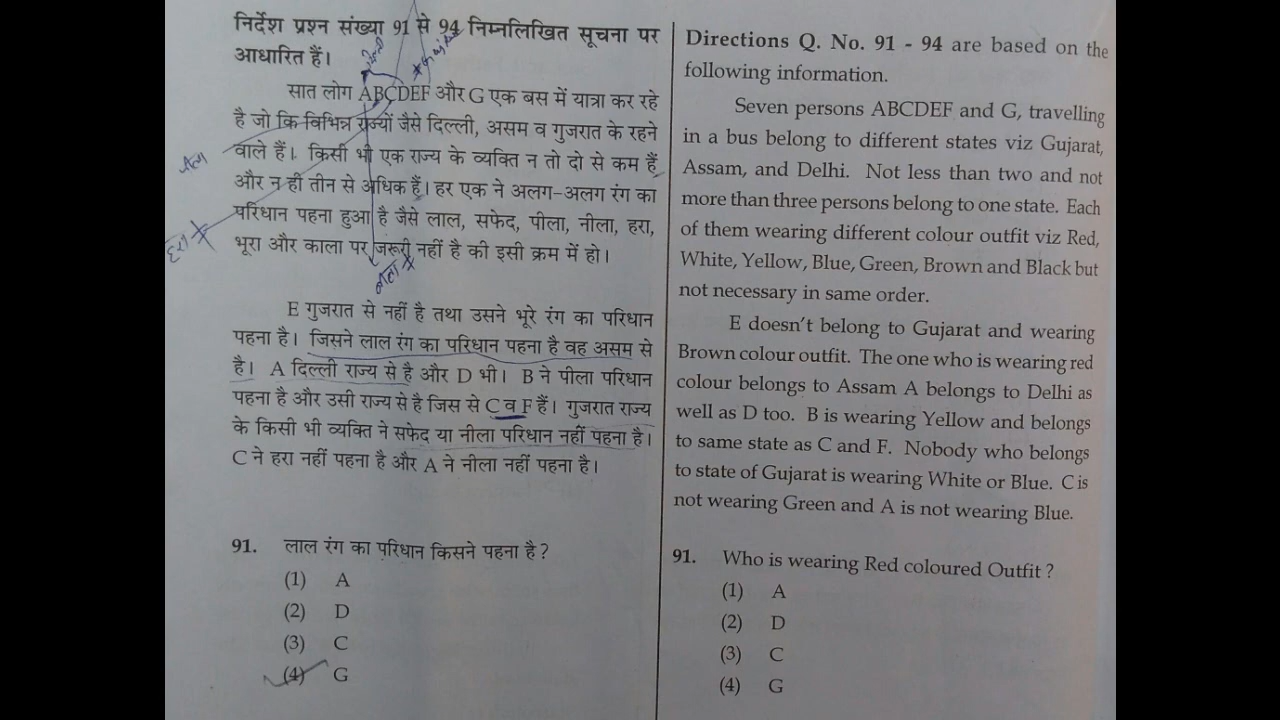 निर्देश प्रश्न संख्या 91 से 94 निम्नलिखित सूचना पर
आधारित हैं।
सात लोग ABCDEF और G एक बस में यात्रा कर रहे
है जो कि विभिन्न राज्यों जैसे दिल्ली, असम व गुजरात के रहने
वाले हैं। किसी भी एक राज्य के व्यक्ति न तो दो से कम हैं
और न ही तीन से अधिक हैं। हर एक ने अलग-अलग रंग का
परिधान पहना हुआ है जैसे लाल, सफेद, पीला, नीला, हरा,
भूरा और काला पर जरूरी नहीं है की इसी क्रम में हो।
हरा
E गुजरात से नहीं है तथा उसने भूरे रंग का परिधान
पहना है। जिसने लाल रंग का परिधान पहना है वह असम से
है। A दिल्ली राज्य से है और D भी। B ने पीला परिधान
पहना है और उसी राज्य से है जिस से C व F हैं। गुजरात राज्य
के किसी भी व्यक्ति ने सफेद या नीला परिधान नहीं पहना है।
C ने हरा नहीं पहना है और A ने नीला नहीं पहना है।
91. लाल रंग का परिधान किसने पहना है ?
(1) A
(2) D
(3) C
(4) G
Directions Q. No. 91 - 94 are based on the
following information.
Seven persons ABCDEF and G, travelling
in a bus belong to different states viz Gujarat,
Assam, and Delhi. Not less than two and not
more than three persons belong to one state. Each
of them wearing different colour outfit viz Red,
White, Yellow, Blue, Green, Brown and Black but
not necessary in same order.
E doesn't belong to Gujarat and wearing
Brown colour outfit. The one who is wearing red
colour belongs to Assam A belongs to Delhi as
well as D too. B is wearing Yellow and belongs
to same state as C and F. Nobody who belongs
to state of Gujarat is wearing White or Blue. C is
not wearing Green and A is not wearing Blue.
91. Who is wearing Red coloured Outfit ?
(1) A
(2) D
(3) C
(4) G